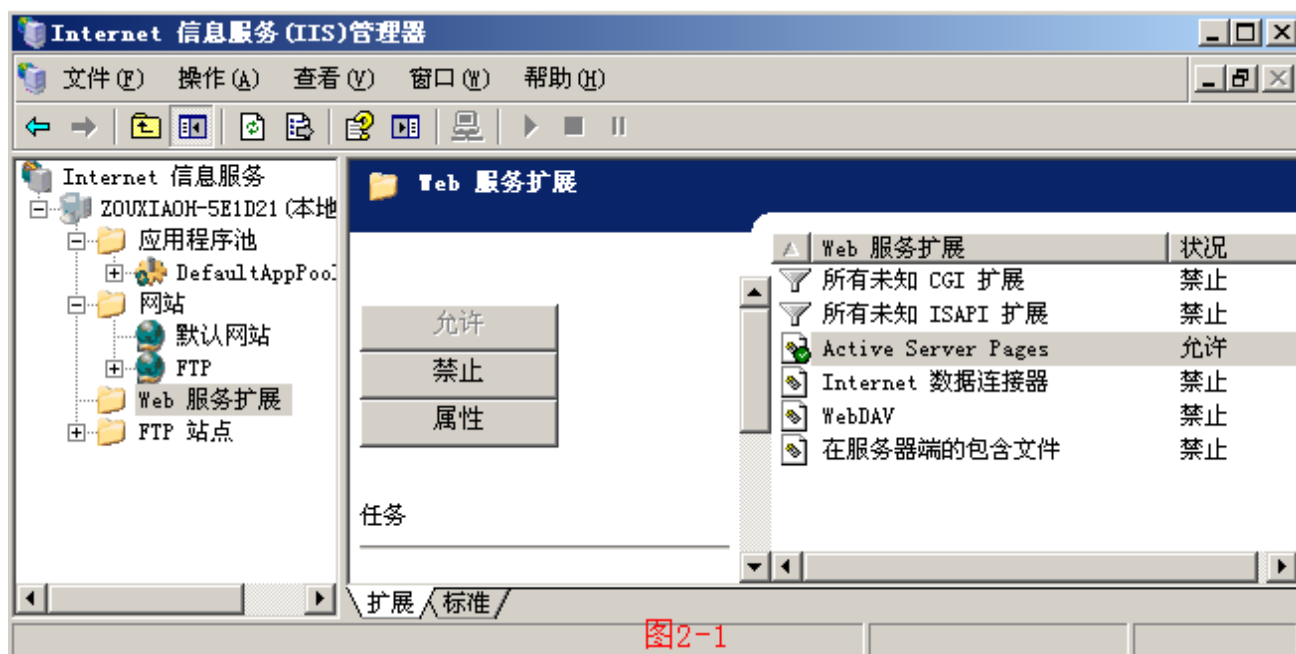 Internet 信息服务(IIS)管理器
文件(F) 操作(A) 查看(V) 窗口(W) 帮助(H)
Internet 信息服务
ZOUXIAOH-5E1D21(本地
应用程序池
DefaultAppPool
网站
默认网站
FTP
Web 服务扩展
FTP 站点
Web 服务扩展
允许
禁止
属性
任务
Web 服务扩展 状况
所有未知 CGI 扩展 禁止
所有未知 ISAPI 扩展 禁止
Active Server Pages 允许
Internet 数据连接器 禁止
WebDAV 禁止
在服务器端的包含文件 禁止
扩展 标准
图2-1